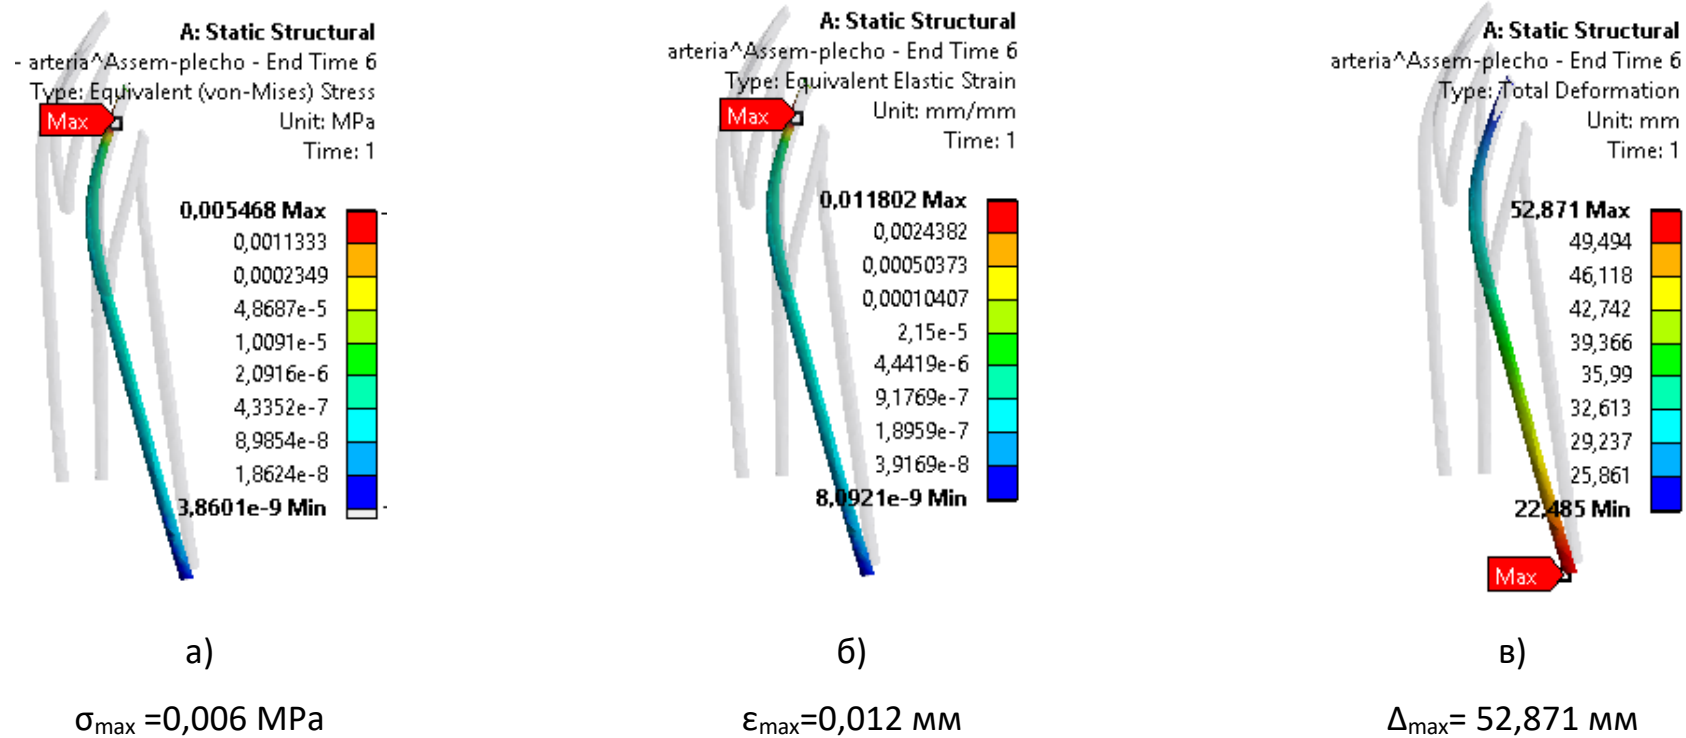 A: Static Structural
- arteria^Assem-plecho - End Time 6
Type: Equivalent (von-Mises) Stress
Unit: MPa
Time: 1
Max
0,005468 Max
0,0011333
0,0002349
4,8687e-5
1,0091e-5
2,0916e-6
4,3352e-7
8,9854e-8
1,8624e-8
3,8601e-9 Min
а)
σmax =0,006 MPa
A: Static Structural
arteria^Assem-plecho - End Time 6
Type: Equivalent Elastic Strain
Unit: mm/mm
Time: 1
Max
0,011802 Max
0,0024382
0,00050373
0,00010407
2,15e-5
4,4419e-6
9,1769e-7
1,8959e-7
3,9169e-8
8,0921e-9 Min
б)
εmax=0,012 мм
A: Static Structural
arteria^Assem-plecho - End Time 6
Type: Total Deformation
Unit: mm
Time: 1
52,871 Max
49,494
46,118
42,742
39,366
35,99
32,613
29,237
25,861
22,485 Min
Max
в)
Δmax= 52,871 мм